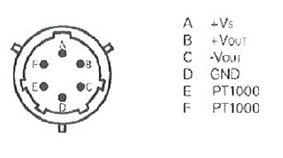 A
F B
E C
D
A +Vs
B +VOUT
C -VOUT
D GND
E PT1000
F PT1000